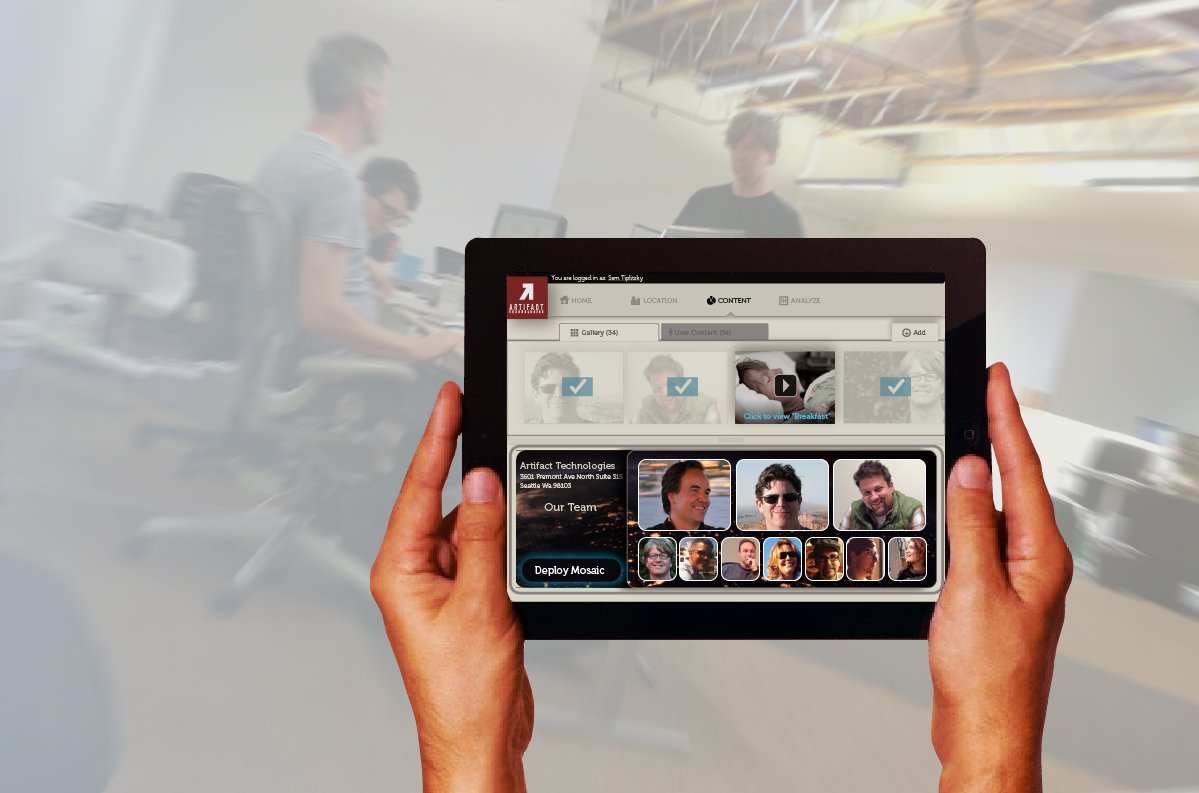 You are logged in as: Sam Tiplitsky
ARTIFACT
HOME
LOCATION
CONTENT
ANALYZE
Gallery (34)
User Content (34)
Add
Click to view "Breakfast"
Artifact Technologies
3601 Fremont Ave North Suite 315
Seattle Wa 98103
Our Team
Deploy Mosaic